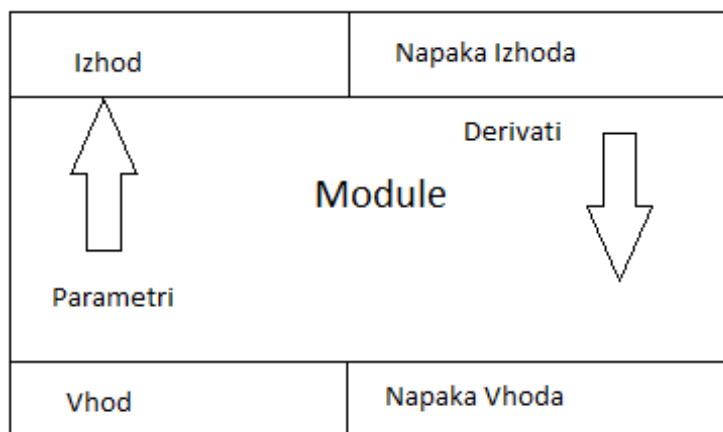 Izhod
Napaka Izhoda
Derivati
Module
Parametri
Vhod
Napaka Vhoda